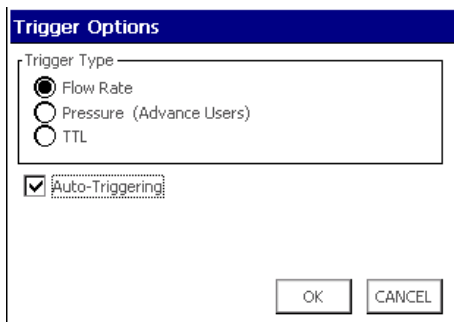 Trigger Options
Trigger Type
Flow Rate
Pressure (Advance Users)
TTL
Auto-Triggering
OK CANCEL